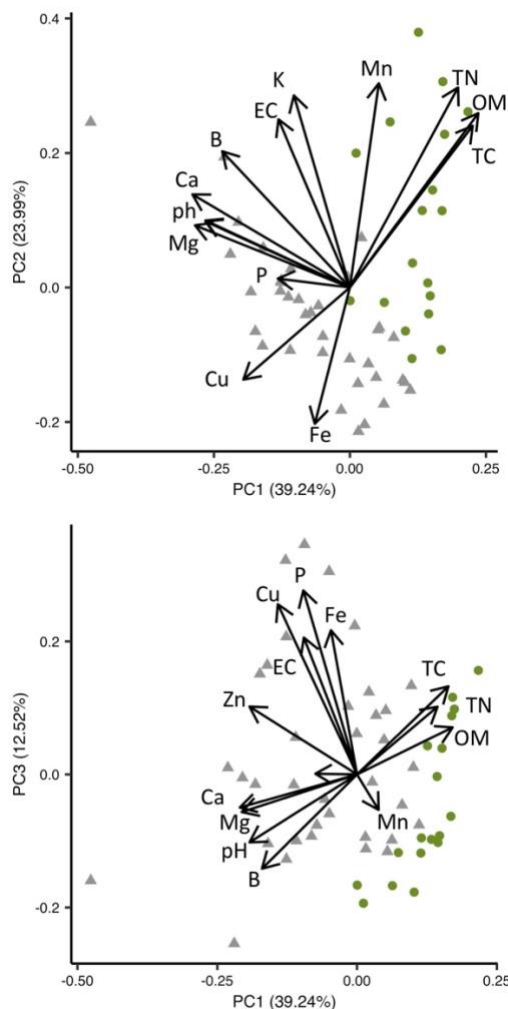 0.4
K
Mn
TN
EC
OM
0.2
B
TC
Ca
ph
Mg
P
0.0
Cu
-0.2
Fe
-0.50
-0.25
0.00
0.25
PC1 (39.24%)
PC2 (23.99%)
P
Cu
Fe
0.2
EC
TC
Zn
TN
OM
0.0
Ca
Mg
Mn
pH
B
-0.2
-0.50
-0.25
0.00
0.25
PC1 (39.24%)
PC3 (12.52%)